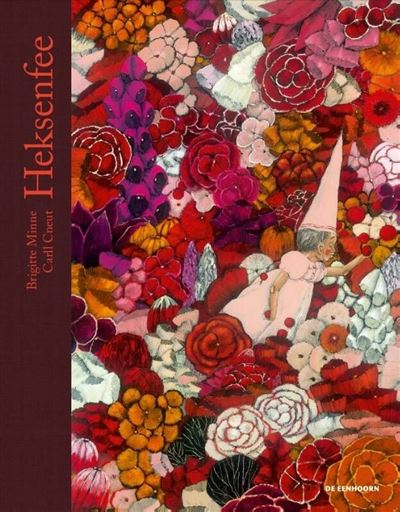 Heksenfee
Brigitte Minne
Carll Cneut
DE EENHOORN